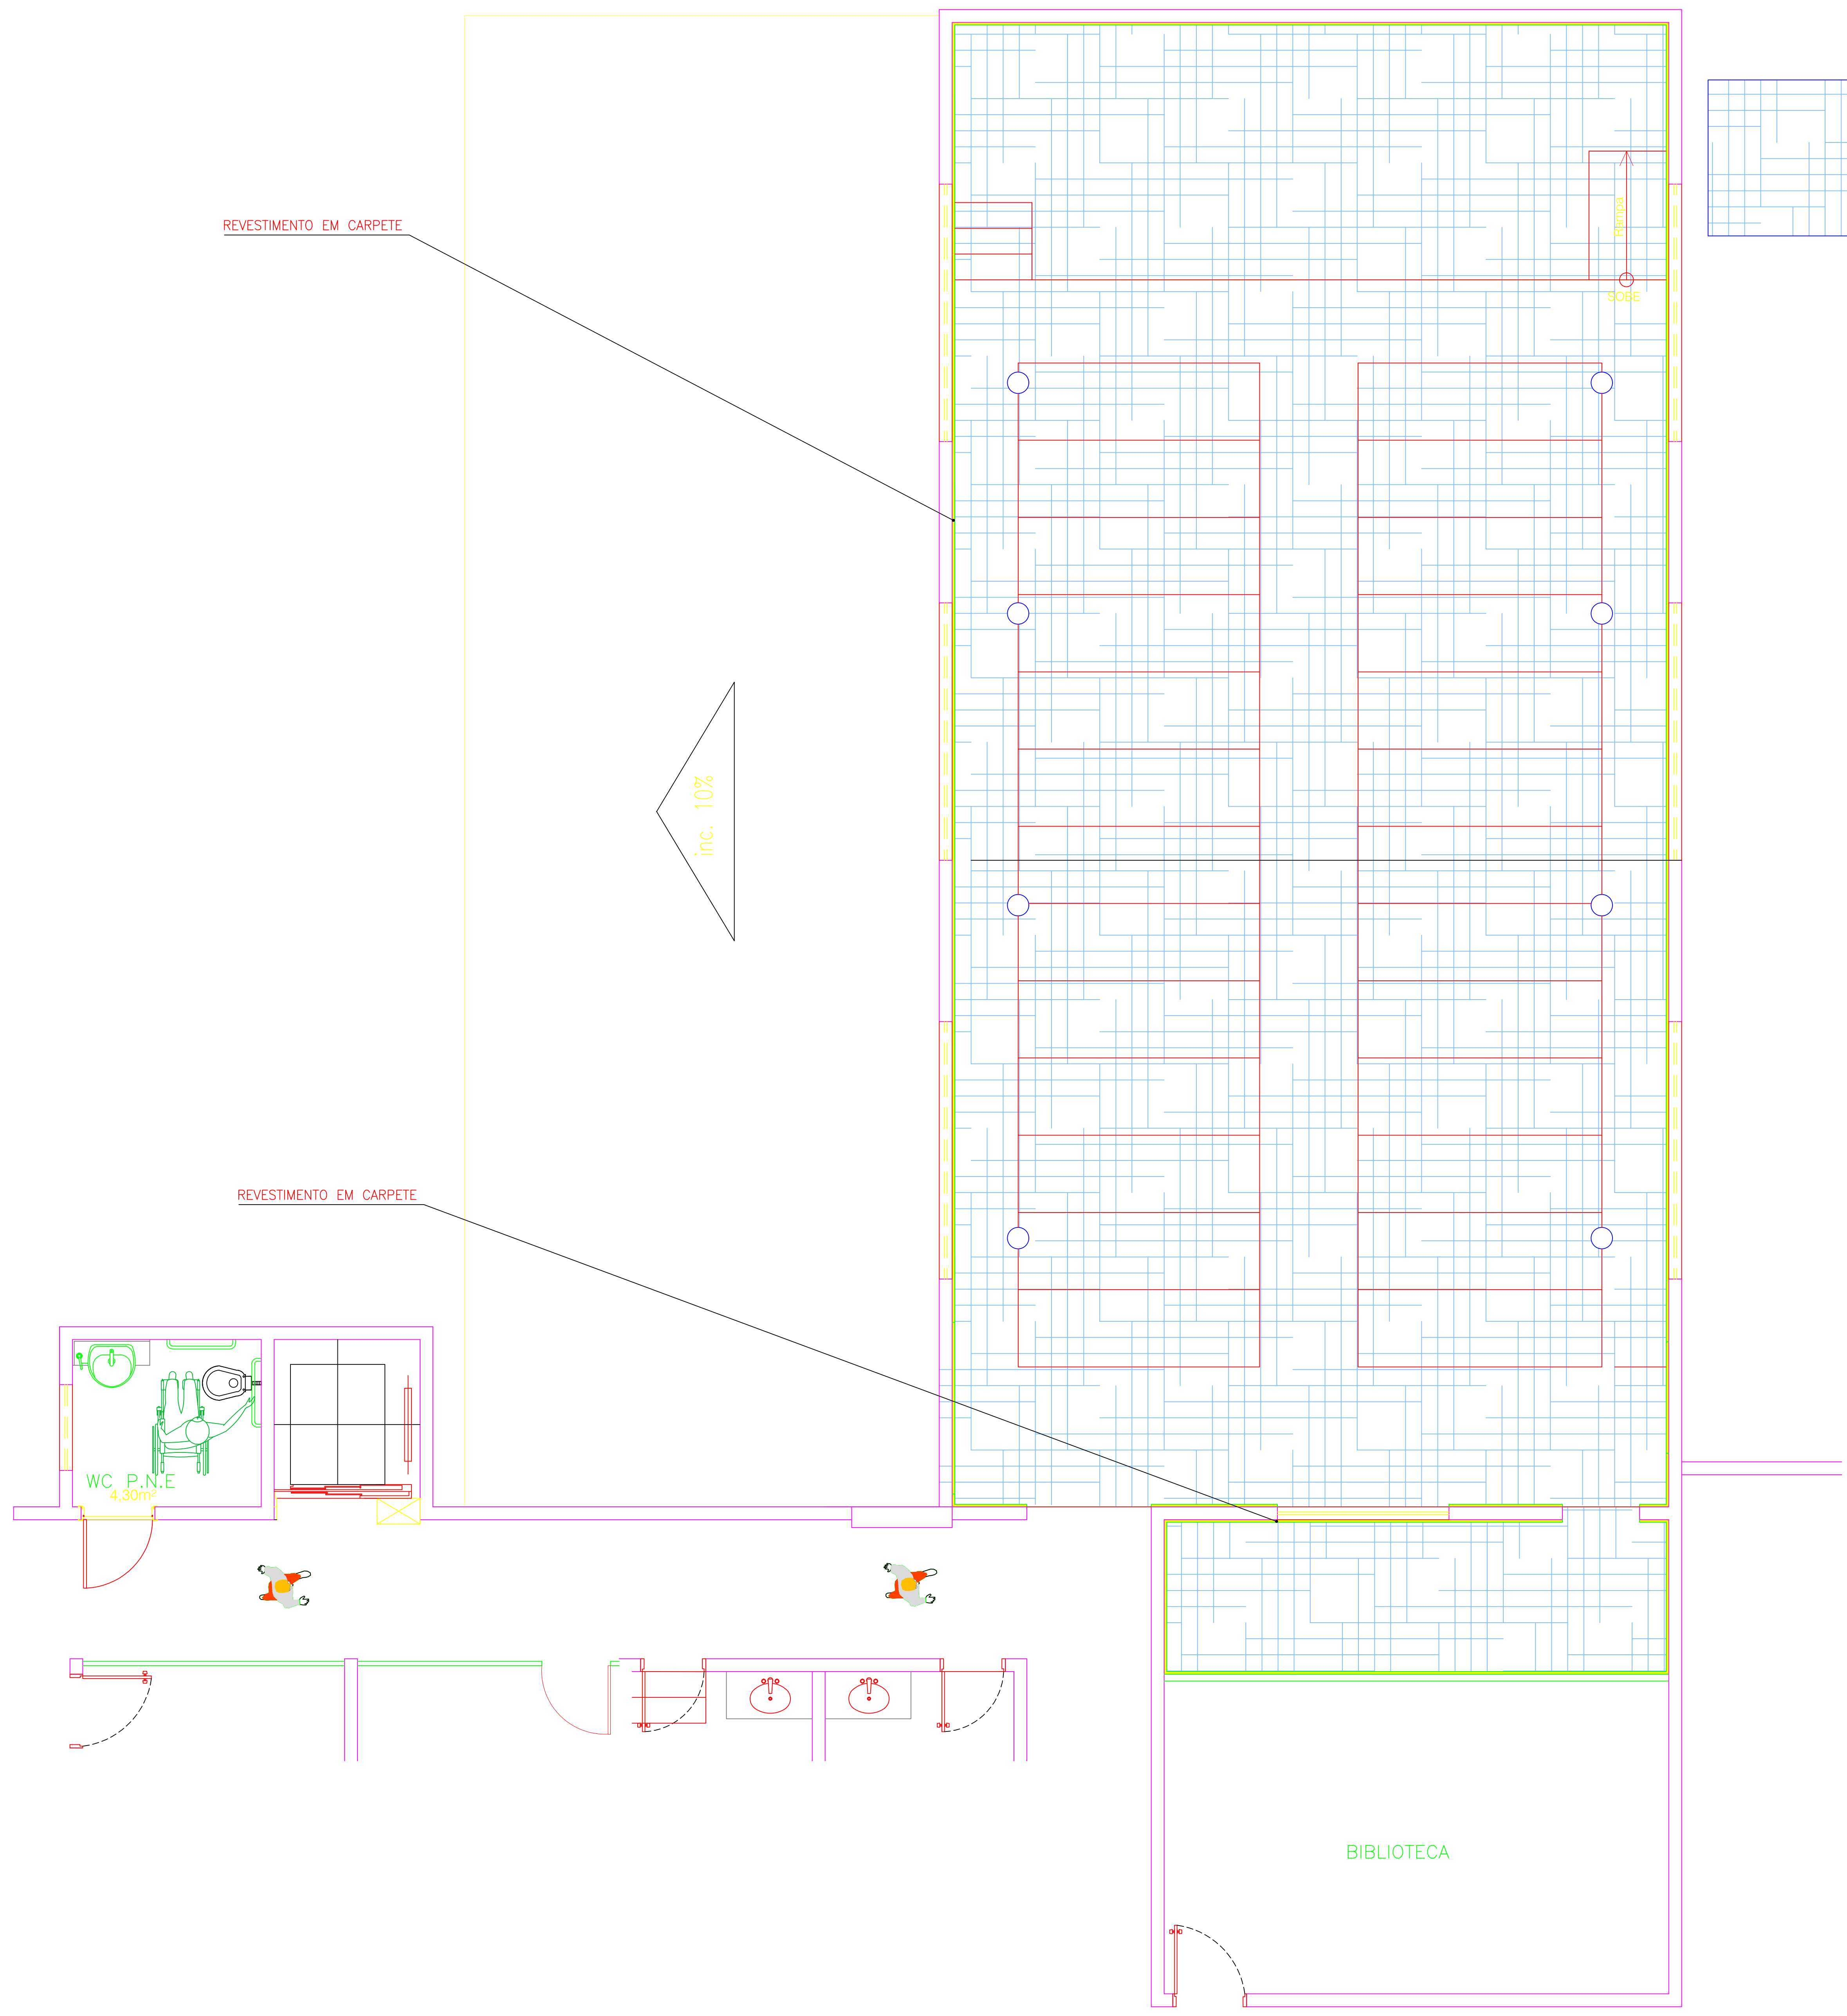 REVESTIMENTO EM CARPETE
RAMPA
SOBE
inc. 10%
REVESTIMENTO EM CARPETE
WC P.N.E
4,30m²
BIBLIOTECA